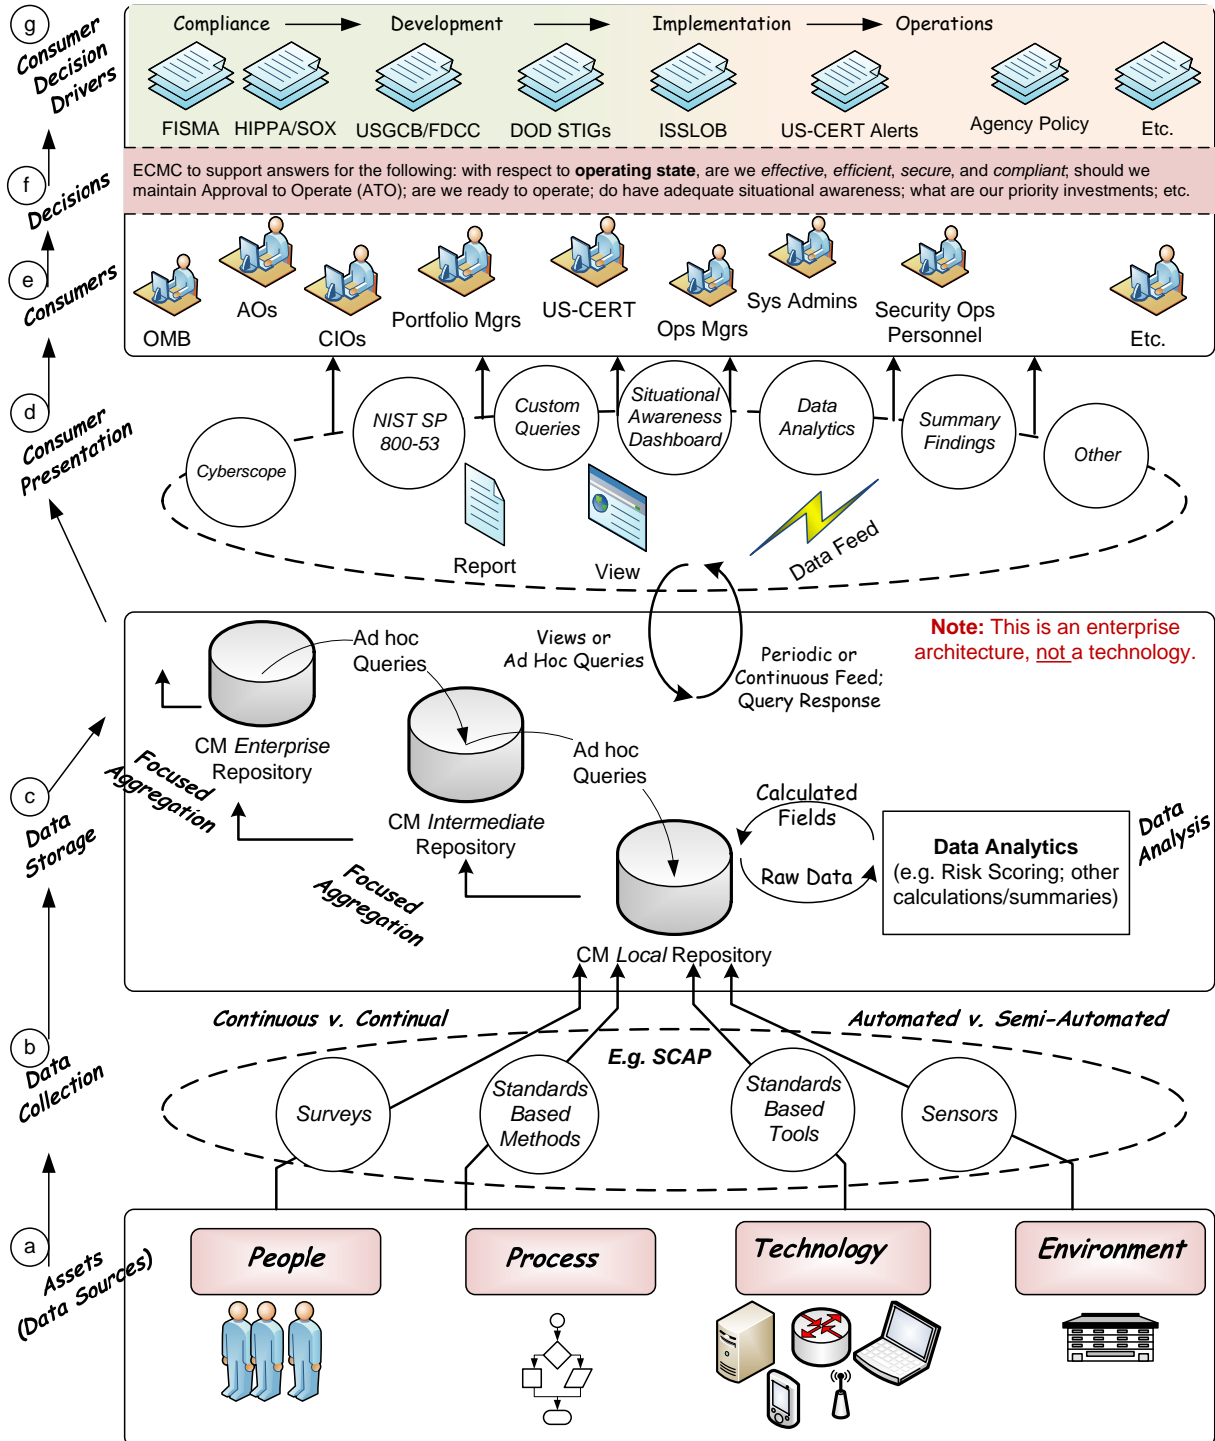 g
Consumer
Decision
Drivers
Compliance
Development
Implementation
Operations
FISMA
HIPPA/SOX
USGCB/FDCC
DOD STIGs
ISSLOB
US-CERT Alerts
Agency Policy
Etc.
f
Decisions
ECMC to support answers for the following: with respect to operating state, are we effective, efficient, secure, and compliant; should we
maintain Approval to Operate (ATO); are we ready to operate; do have adequate situational awareness; what are our priority investments; etc.
e
Consumers
OMB
AOs
CIOs
Portfolio Mgrs
US-CERT
Ops Mgrs
Sys Admins
Security Ops
Personnel
Etc.
d
Consumer
Presentation
Cyberscope
NIST SP
800-53
Custom
Queries
Situational
Awareness
Dashboard
Data
Analytics
Summary
Findings
Other
Report
View
Data Feed
Views or
Ad Hoc Queries
Periodic or
Continuous Feed;
Query Response
Note: This is an enterprise
architecture, not a technology.
c
Data
Storage
Ad hoc
Queries
CM Enterprise
Repository
Focused
Aggregation
Ad hoc
Queries
CM Intermediate
Repository
Focused
Aggregation
Calculated
Fields
Raw Data
Data Analytics
(e.g. Risk Scoring; other
calculations/summaries)
Data
Analysis
CM Local Repository
b
Data
Collection
Continuous v. Continual
Automated v. Semi-Automated
E.g. SCAP
Surveys
Standards
Based
Methods
Standards
Based
Tools
Sensors
a
Assets
(Data Sources)
People
Process
Technology
Environment